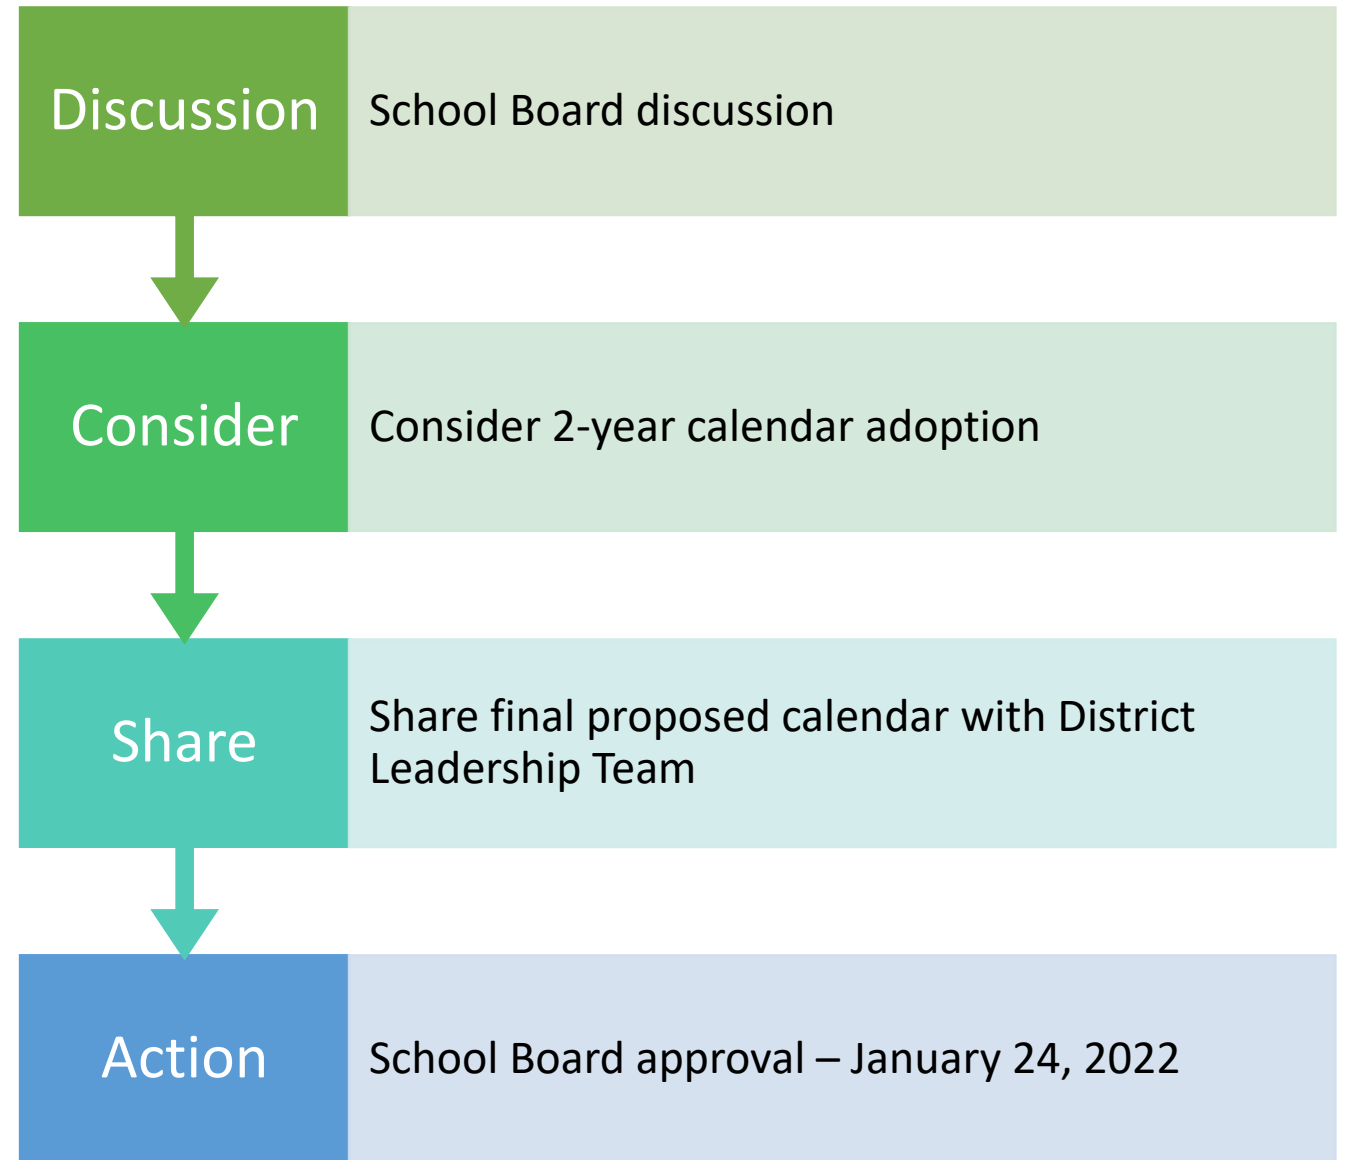 Discussion
School Board discussion
Consider
Consider 2-year calendar adoption
Share
Share final proposed calendar with District
Leadership Team
Action
School Board approval – January 24, 2022